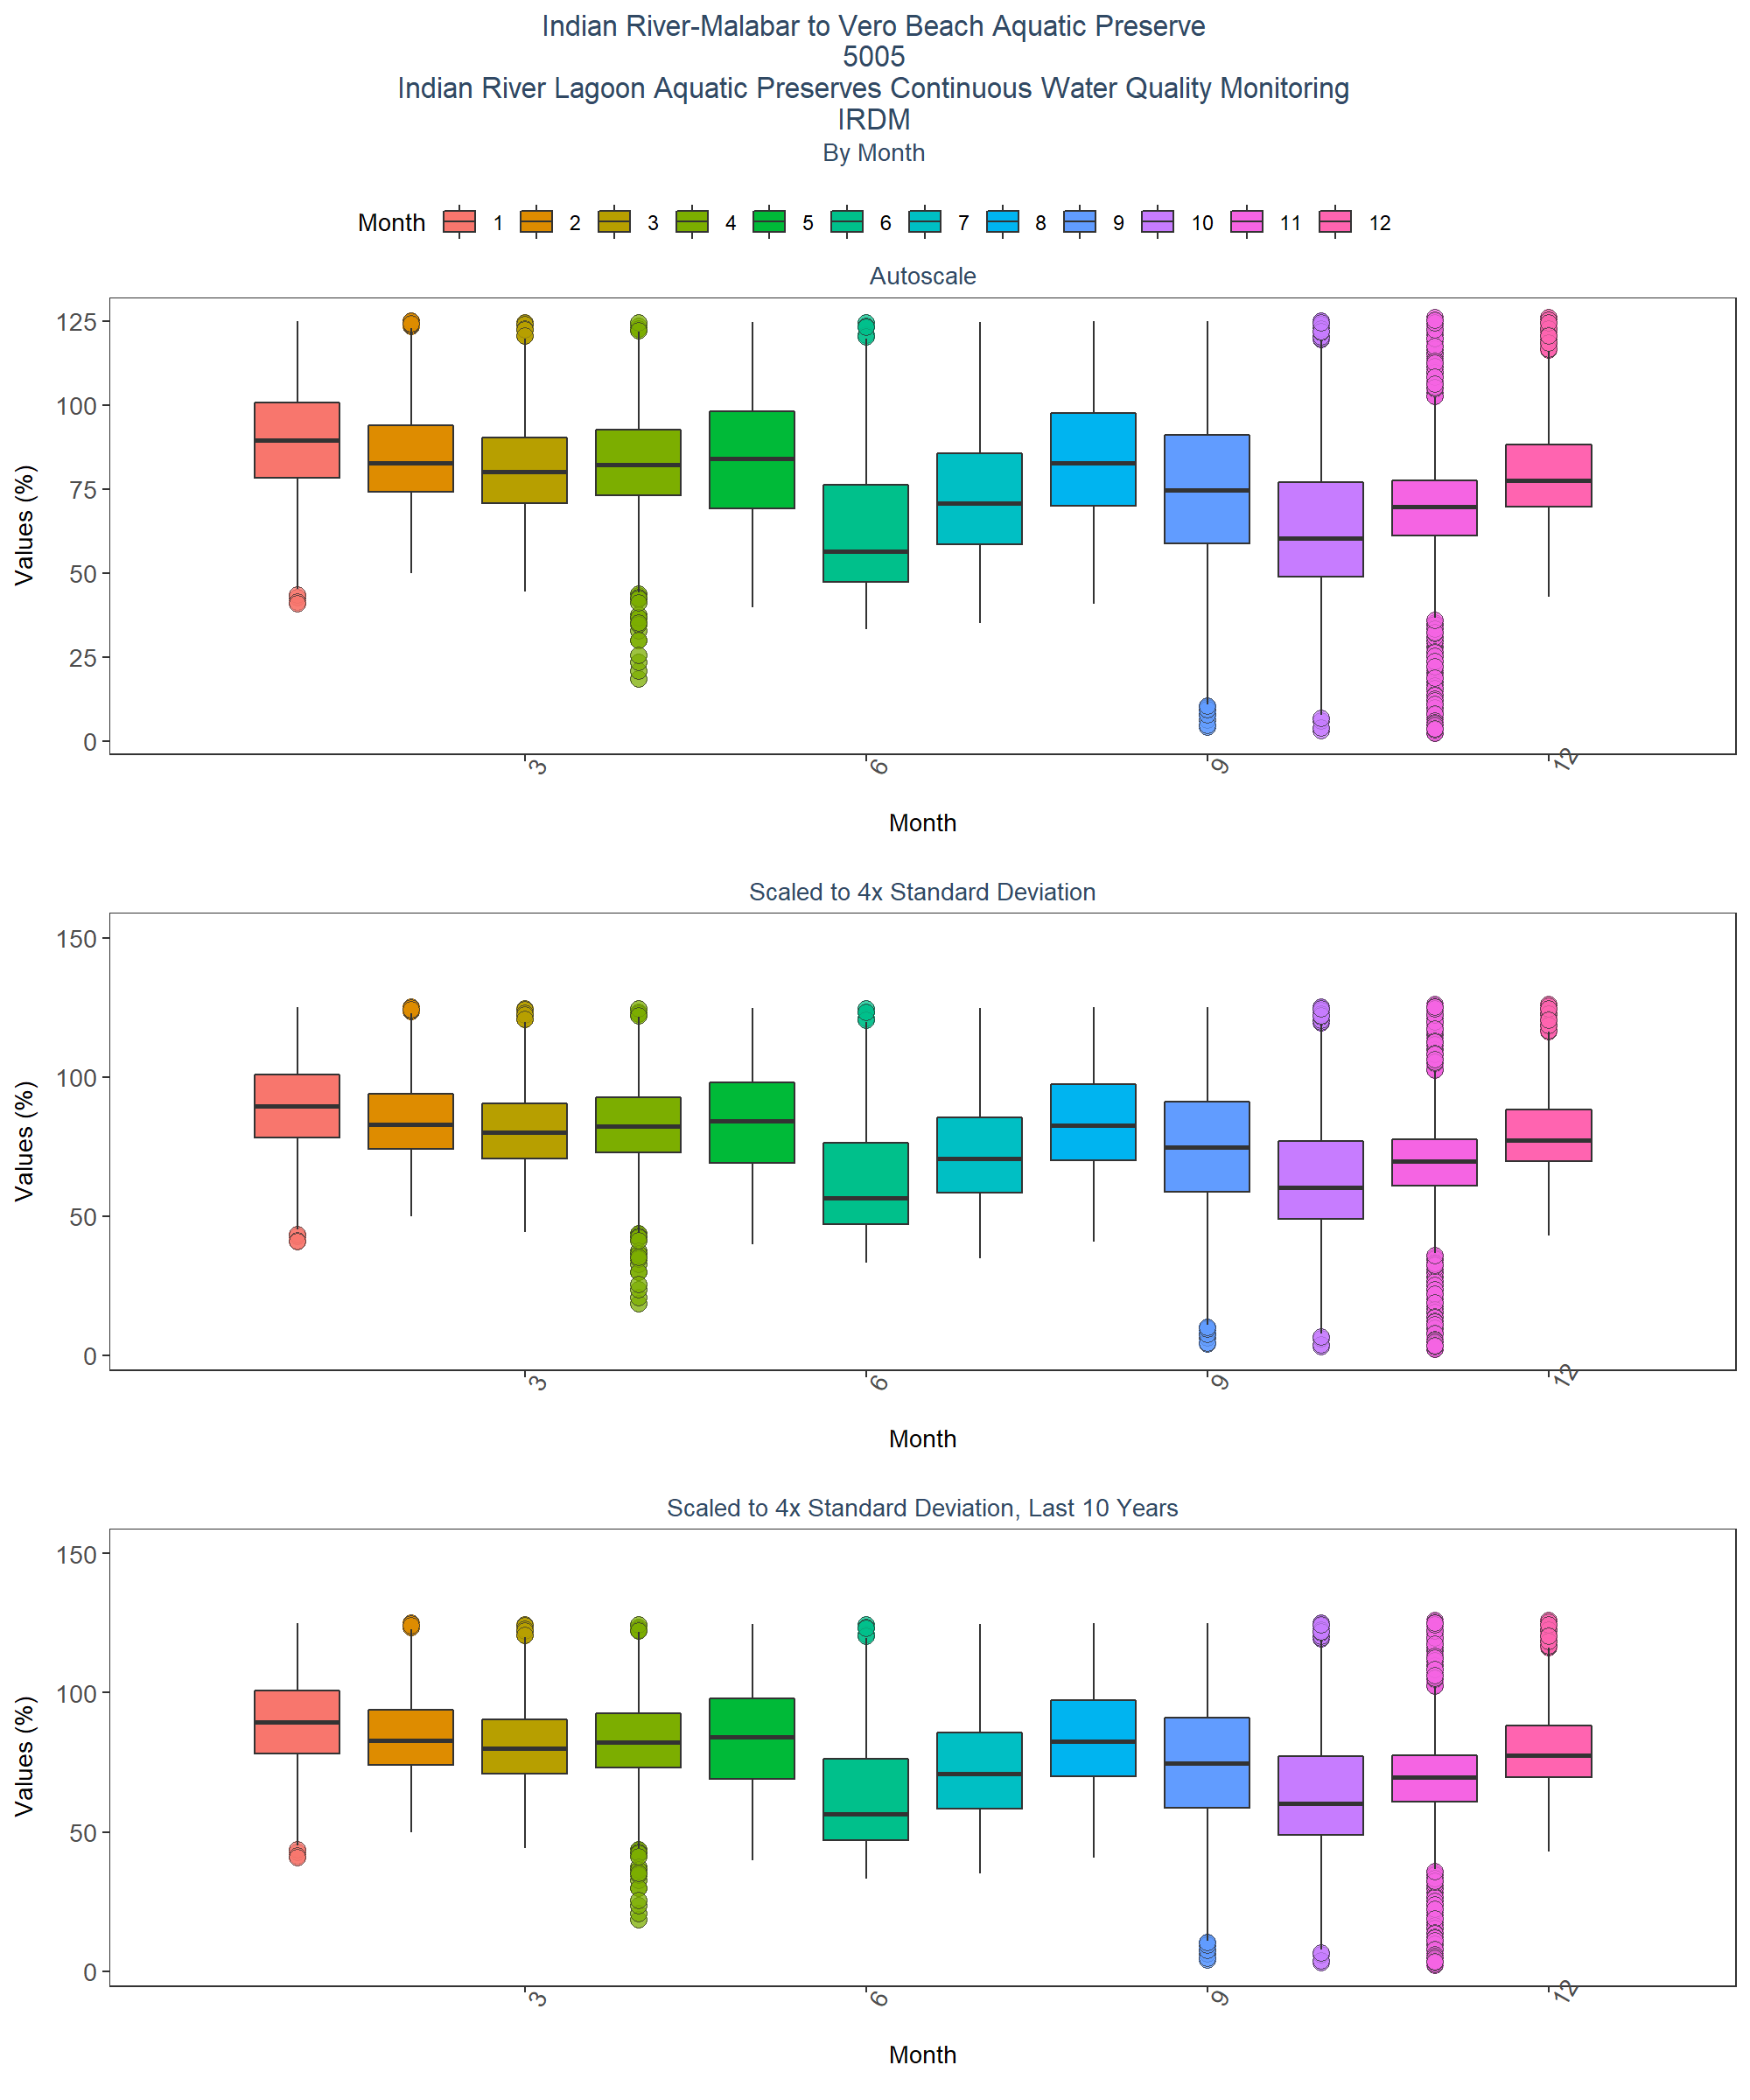 Indian River-Malabar to Vero Beach Aquatic Preserve
5005
Indian River Lagoon Aquatic Preserves Continuous Water Quality Monitoring
IRDM
By Month
Month 1 2 3 4 5 6 7 8 9 10 11 12
Autoscale
Values (%)
125
100
75
50
25
0
3 6 9 12
Month
Scaled to 4x Standard Deviation
Values (%)
150
100
50
0
3 6 9 12
Month
Scaled to 4x Standard Deviation, Last 10 Years
Values (%)
150
100
50
0
3 6 9 12
Month